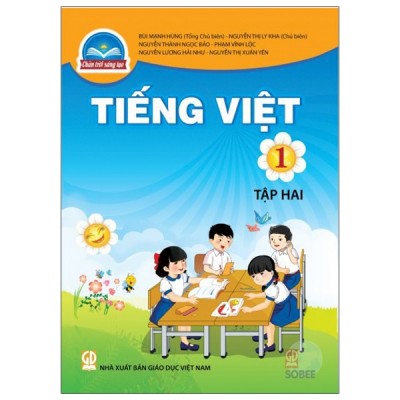 BÙI MẠNH HÙNG (Tổng Chủ biên) - NGUYỄN THỊ LY KHA (Chủ biên)
NGUYỄN THÀNH NGỌC BẢO - PHẠM VĨNH LỘC
NGUYỄN LƯƠNG HẢI NHƯ - NGUYỄN THỊ XUÂN YẾN
Chân trời sáng tạo
TIẾNG VIỆT
1
TẬP HAI
GD
NHÀ XUẤT BẢN GIÁO DỤC VIỆT NAM
GD
SOBEE